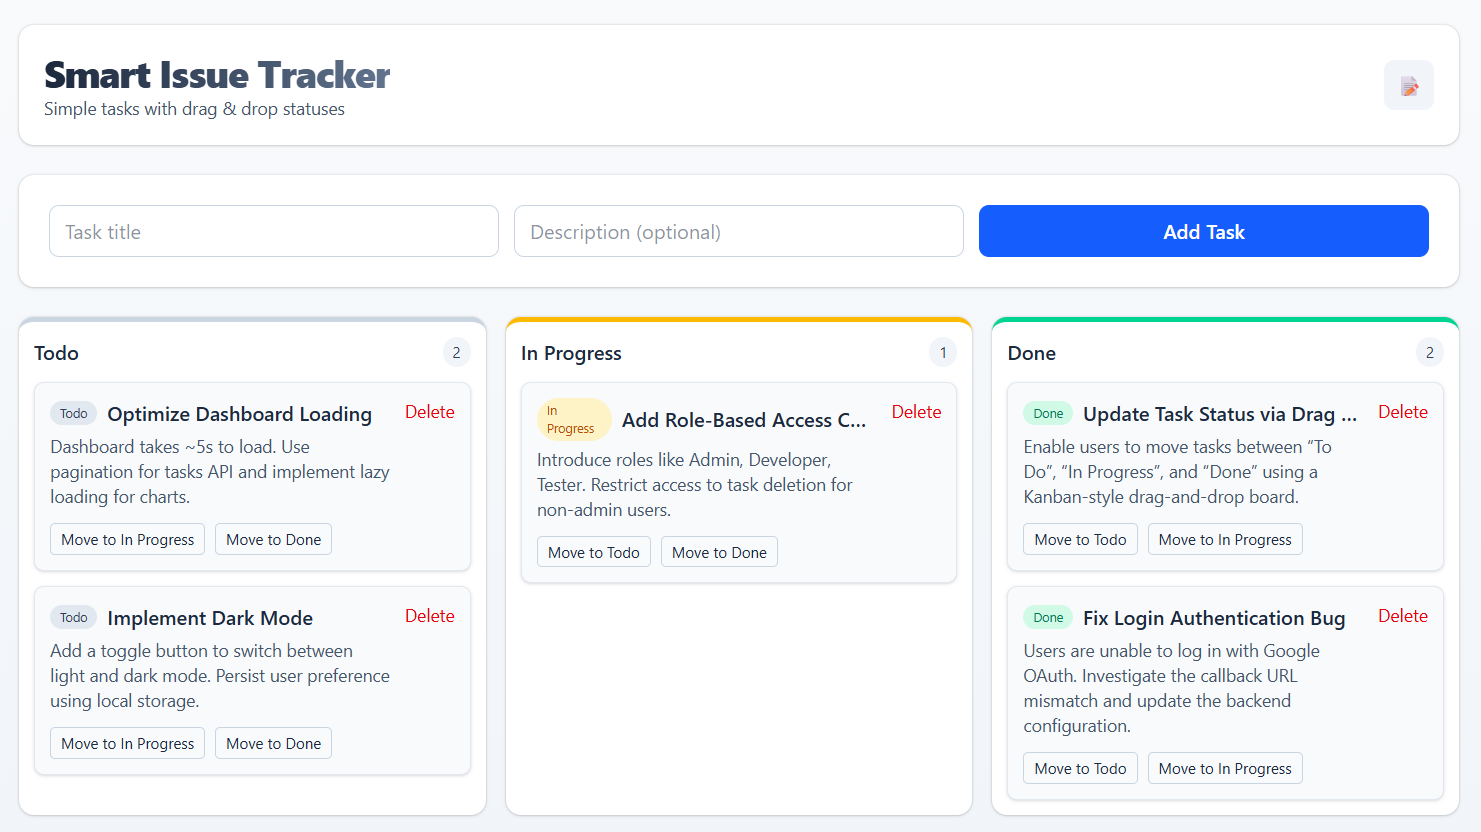 Smart Issue Tracker
Simple tasks with drag & drop statuses
Task title
Description (optional)
Add Task
Todo
2
Todo
Optimize Dashboard Loading
Delete
Dashboard takes ~5s to load. Use
pagination for tasks API and implement lazy
loading for charts.
Move to In Progress
Move to Done
Todo
Implement Dark Mode
Delete
Add a toggle button to switch between
light and dark mode. Persist user preference
using local storage.
Move to In Progress
Move to Done
In Progress
1
In
Progress
Add Role-Based Access C...
Delete
Introduce roles like Admin, Developer,
Tester. Restrict access to task deletion for
non-admin users.
Move to Todo
Move to Done
Done
2
Done
Update Task Status via Drag ...
Delete
Enable users to move tasks between “To
Do”, “In Progress”, and “Done” using a
Kanban-style drag-and-drop board.
Move to Todo
Move to In Progress
Done
Fix Login Authentication Bug
Delete
Users are unable to log in with Google
OAuth. Investigate the callback URL
mismatch and update the backend
configuration.
Move to Todo
Move to In Progress